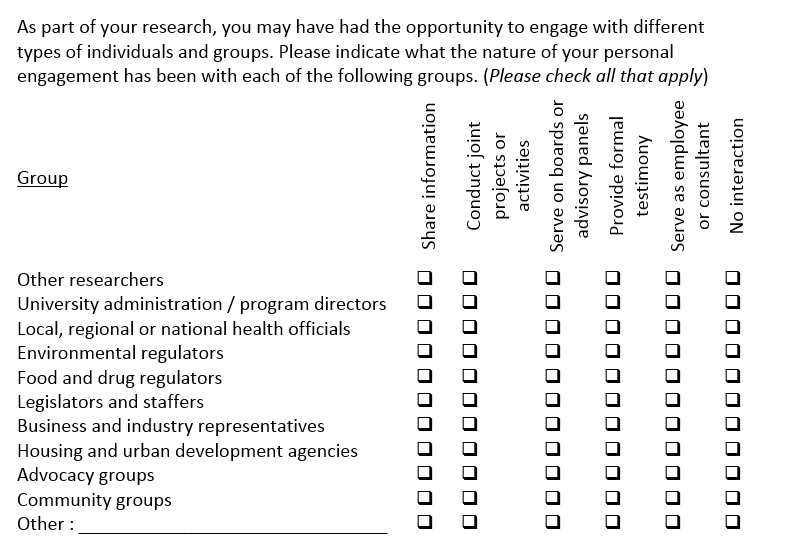 As part of your research, you may have had the opportunity to engage with different
types of individuals and groups. Please indicate what the nature of your personal
engagement has been with each of the following groups. (Please check all that apply)
Group
Share information
Conduct joint
projects or
activities
Serve on boards or
advisory panels
Provide formal
testimony
Serve as employee
or consultant
No interaction
Other researchers
University administration / program directors
Local, regional or national health officials
Environmental regulators
Food and drug regulators
Legislators and staffers
Business and industry representatives
Housing and urban development agencies
Advocacy groups
Community groups
Other : ________________________________